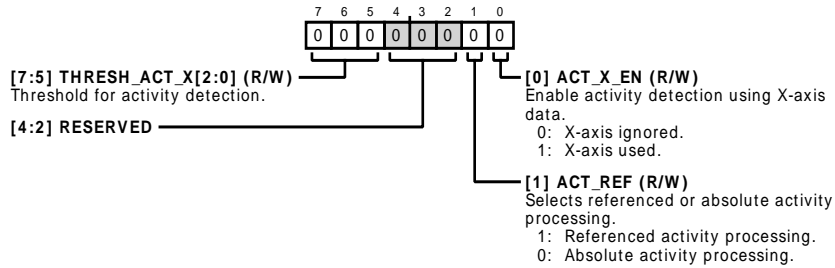 7 6 5 4 3 2 1 0
0 0 0 0 0 0 0 0
[7:5] THRESH_ACT_X[2:0] (R/W)
Threshold for activity detection.
[4:2] RESERVED
[0] ACT_X_EN (R/W)
Enable activity detection using X-axis
data.
0: X-axis ignored.
1: X-axis used.
[1] ACT_REF (R/W)
Selects referenced or absolute activity
processing.
1: Referenced activity processing.
0: Absolute activity processing.